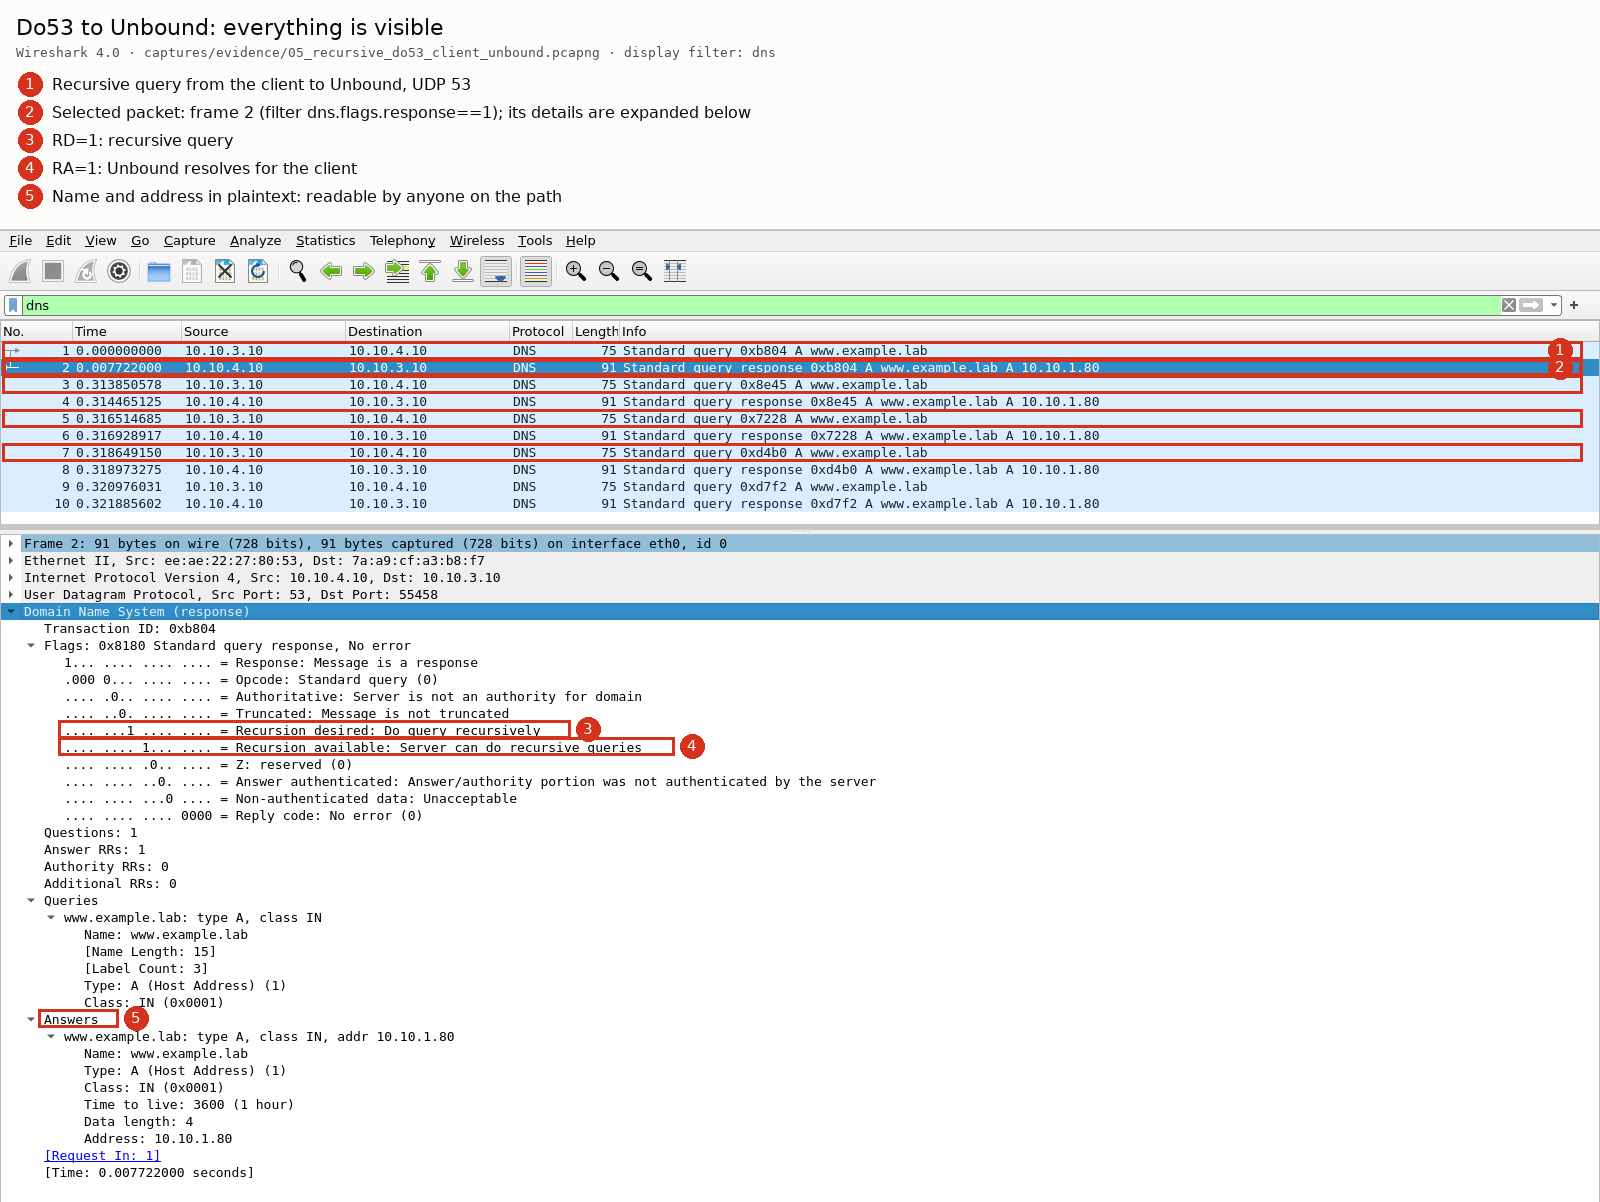 Do53 to Unbound: everything is visible
Wireshark 4.0 · captures/evidence/05_recursive_do53_client_unbound.pcapng · display filter: dns
1 Recursive query from the client to Unbound, UDP 53
2 Selected packet: frame 2 (filter dns.flags.response==1); its details are expanded below
3 RD=1: recursive query
4 RA=1: Unbound resolves for the client
5 Name and address in plaintext: readable by anyone on the path
File Edit View Go Capture Analyze Statistics Telephony Wireless Tools Help
dns
No. Time Source Destination Protocol Length Info
1 0.000000000 10.10.3.10 10.10.4.10 DNS 75 Standard query 0xb804 A www.example.lab 1
2 0.007722000 10.10.4.10 10.10.3.10 DNS 91 Standard query response 0xb804 A www.example.lab A 10.10.1.80 2
3 0.313850578 10.10.3.10 10.10.4.10 DNS 75 Standard query 0x8e45 A www.example.lab
4 0.314465125 10.10.4.10 10.10.3.10 DNS 91 Standard query response 0x8e45 A www.example.lab A 10.10.1.80
5 0.316514685 10.10.3.10 10.10.4.10 DNS 75 Standard query 0x7228 A www.example.lab
6 0.316928917 10.10.4.10 10.10.3.10 DNS 91 Standard query response 0x7228 A www.example.lab A 10.10.1.80
7 0.318649150 10.10.3.10 10.10.4.10 DNS 75 Standard query 0xd4b0 A www.example.lab
8 0.318973275 10.10.4.10 10.10.3.10 DNS 91 Standard query response 0xd4b0 A www.example.lab A 10.10.1.80
9 0.320976031 10.10.3.10 10.10.4.10 DNS 75 Standard query 0xd7f2 A www.example.lab
10 0.321885602 10.10.4.10 10.10.3.10 DNS 91 Standard query response 0xd7f2 A www.example.lab A 10.10.1.80
Frame 2: 91 bytes on wire (728 bits), 91 bytes captured (728 bits) on interface eth0, id 0
Ethernet II, Src: ee:ae:22:27:80:53, Dst: 7a:a9:cf:a3:b8:f7
Internet Protocol Version 4, Src: 10.10.4.10, Dst: 10.10.3.10
User Datagram Protocol, Src Port: 53, Dst Port: 55458
Domain Name System (response)
Transaction ID: 0xb804
Flags: 0x8180 Standard query response, No error
1... .... .... .... = Response: Message is a response
.000 0... .... .... = Opcode: Standard query (0)
.... .0.. .... .... = Authoritative: Server is not an authority for domain
.... ..0. .... .... = Truncated: Message is not truncated
.... ...1 .... .... = Recursion desired: Do query recursively 3
.... .... 1... .... = Recursion available: Server can do recursive queries 4
.... .... .0.. .... = Z: reserved (0)
.... .... ..0. .... = Answer authenticated: Answer/authority portion was not authenticated by the server
.... .... ...0 .... = Non-authenticated data: Unacceptable
.... .... .... 0000 = Reply code: No error (0)
Questions: 1
Answer RRs: 1
Authority RRs: 0
Additional RRs: 0
Queries
www.example.lab: type A, class IN
Name: www.example.lab
[Name Length: 15]
[Label Count: 3]
Type: A (Host Address) (1)
Class: IN (0x0001)
Answers 5
www.example.lab: type A, class IN, addr 10.10.1.80
Name: www.example.lab
Type: A (Host Address) (1)
Class: IN (0x0001)
Time to live: 3600 (1 hour)
Data length: 4
Address: 10.10.1.80
[Request In: 1]
[Time: 0.007722000 seconds]